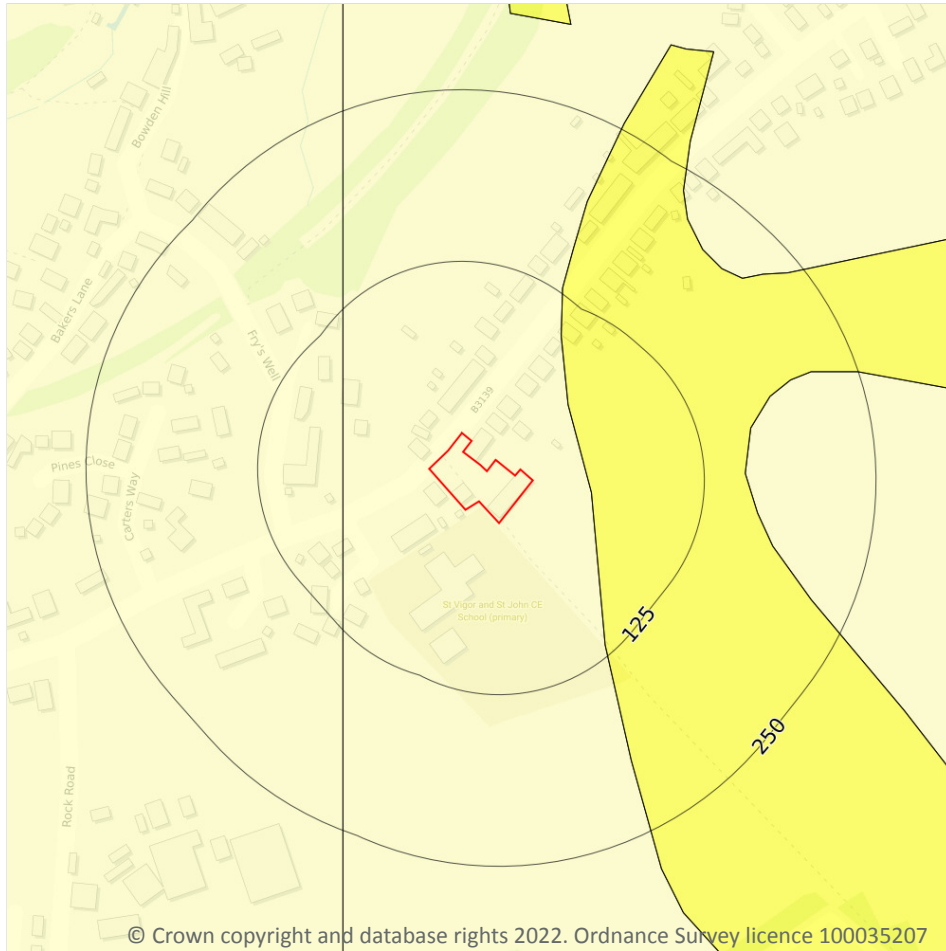 Bowden Hill
Bakers Lane
Fry's Well
B3139
Pines Close
Carters Way
St Vigor and St John CE
School (primary)
125
250
Rock Road
© Crown copyright and database rights 2022. Ordnance Survey licence 100035207